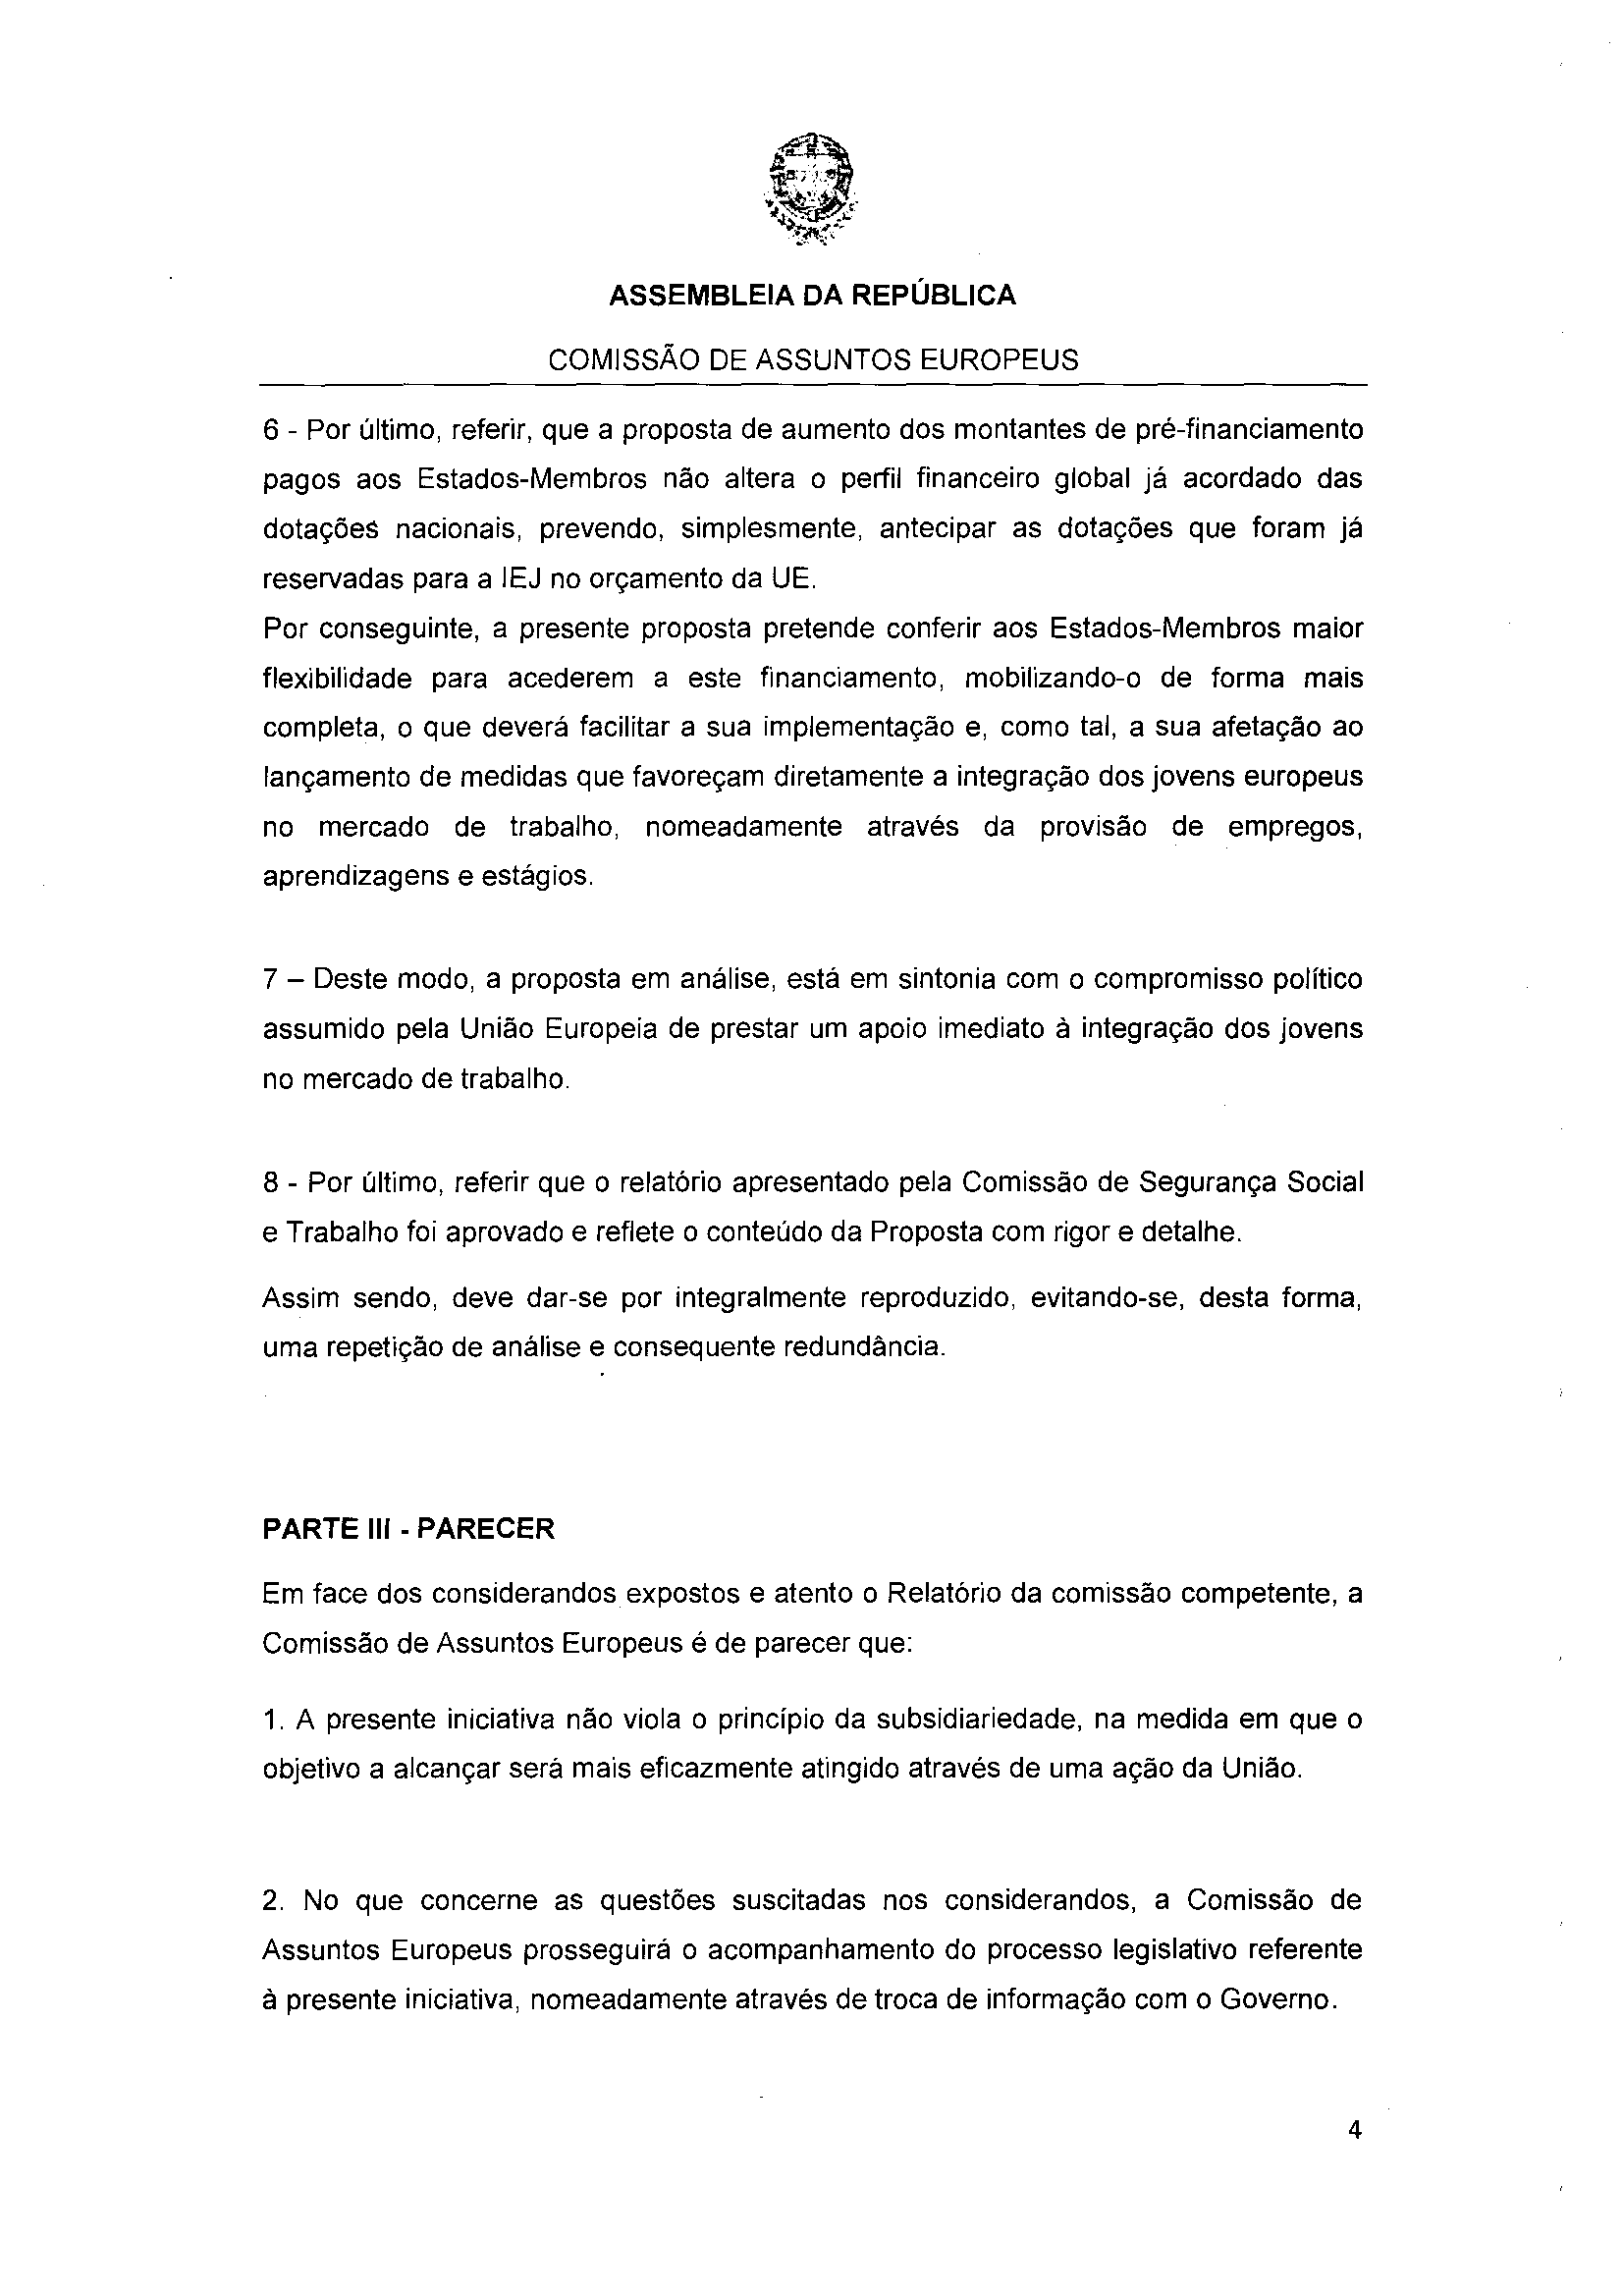 ASSEMBLEIA DA REPÚBLICA
COMISSÃO DE ASSUNTOS EUROPEUS
6 - Por último, referir, que a proposta de aumento dos montantes de pré-financiamento
pagos aos Estados-Membros não altera o perfil financeiro global já acordado das
dotações nacionais, prevendo, simplesmente, antecipar as dotações que foram já
reservadas para a IEJ no orçamento da UE.
Por conseguinte, a presente proposta pretende conferir aos Estados-Membros maior
flexibilidade para acederem a este financiamento, mobilizando-o de forma mais
completa, o que deverá facilitar a sua implementação e, como tal, a sua afetação ao
lançamento de medidas que favoreçam diretamente a integração dos jovens europeus
no mercado de trabalho, nomeadamente através da provisão de empregos,
aprendizagens e estágios.
7 – Deste modo, a proposta em análise, está em sintonia com o compromisso político
assumido pela União Europeia de prestar um apoio imediato à integração dos jovens
no mercado de trabalho.
8 - Por último, referir que o relatório apresentado pela Comissão de Segurança Social
e Trabalho foi aprovado e reflete o conteúdo da Proposta com rigor e detalhe.
Assim sendo, deve dar-se por integralmente reproduzido, evitando-se, desta forma,
uma repetição de análise e consequente redundância.
PARTE III - PARECER
Em face dos considerandos expostos e atento o Relatório da comissão competente, a
Comissão de Assuntos Europeus é de parecer que:
1. A presente iniciativa não viola o princípio da subsidiariedade, na medida em que o
objetivo a alcançar será mais eficazmente atingido através de uma ação da União.
2. No que concerne as questões suscitadas nos considerandos, a Comissão de
Assuntos Europeus prosseguirá o acompanhamento do processo legislativo referente
à presente iniciativa, nomeadamente através de troca de informação com o Governo.
4